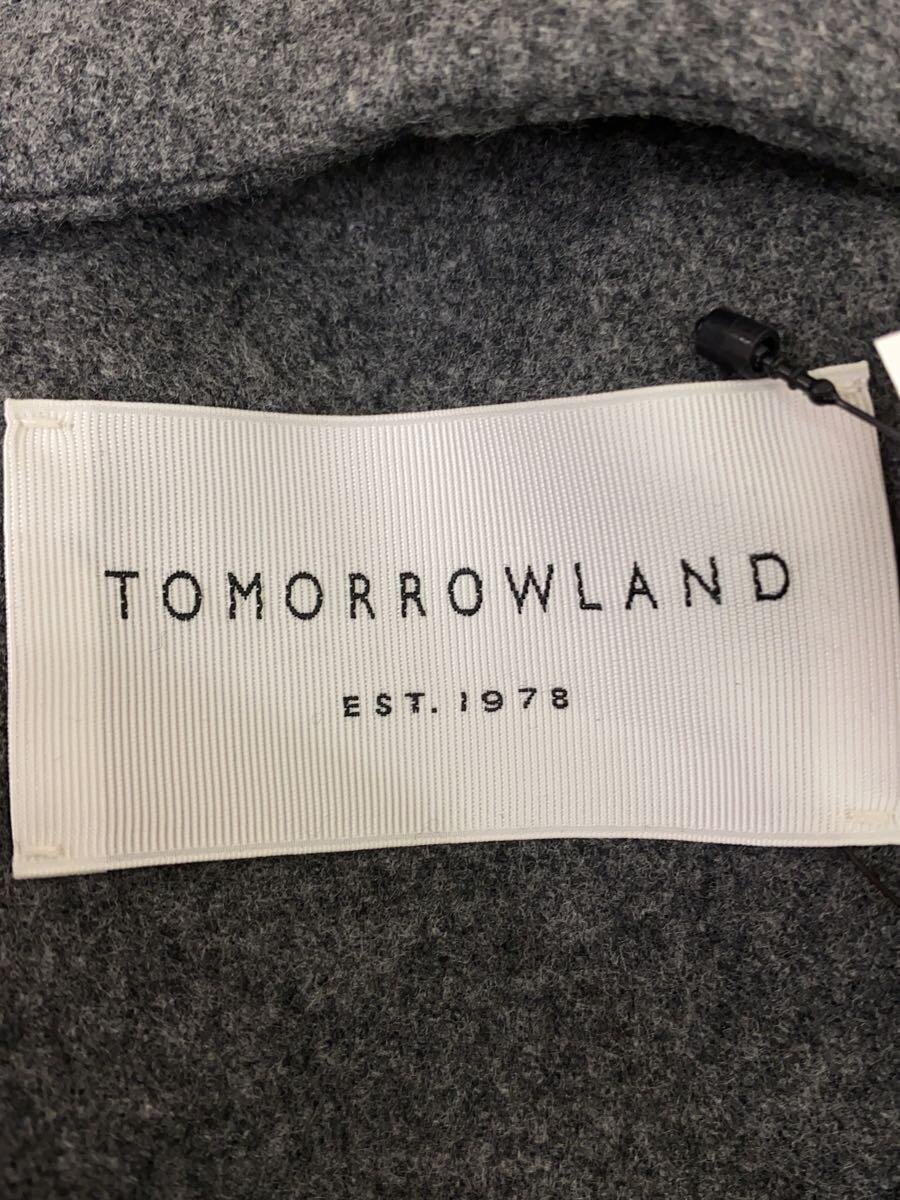 TOMORROWLAND
EST. 1978